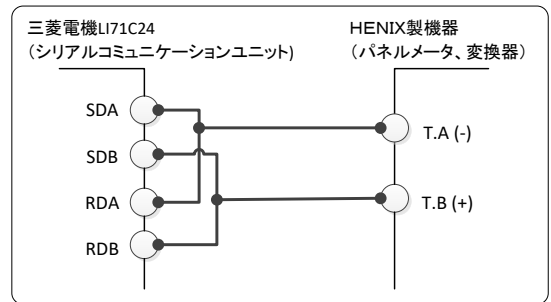 三菱電機LI71C24
（シリアルコミュニケーションユニット)
HENIX製機器
（パネルメータ、変換器）
SDA
SDB
RDA
RDB
T.A (-)
T.B (+)